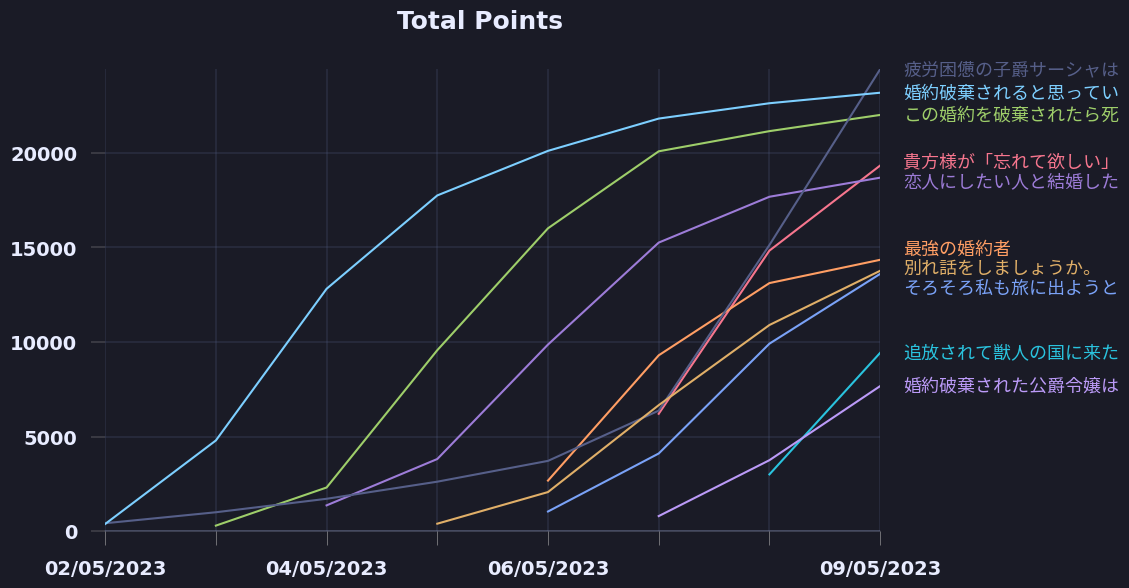 Total Points
疲労困憊の子爵サーシャは
婚約破棄されると思ってい
この婚約を破棄されたら死
20000
貴方様が「忘れて欲しい」
恋人にしたい人と結婚した
15000
最強の婚約者
別れ話をしましょうか。
そろそろ私も旅に出ようと
10000
追放されて獣人の国に来た
婚約破棄された公爵令嬢は
5000
0
02/05/2023
04/05/2023
06/05/2023
09/05/2023